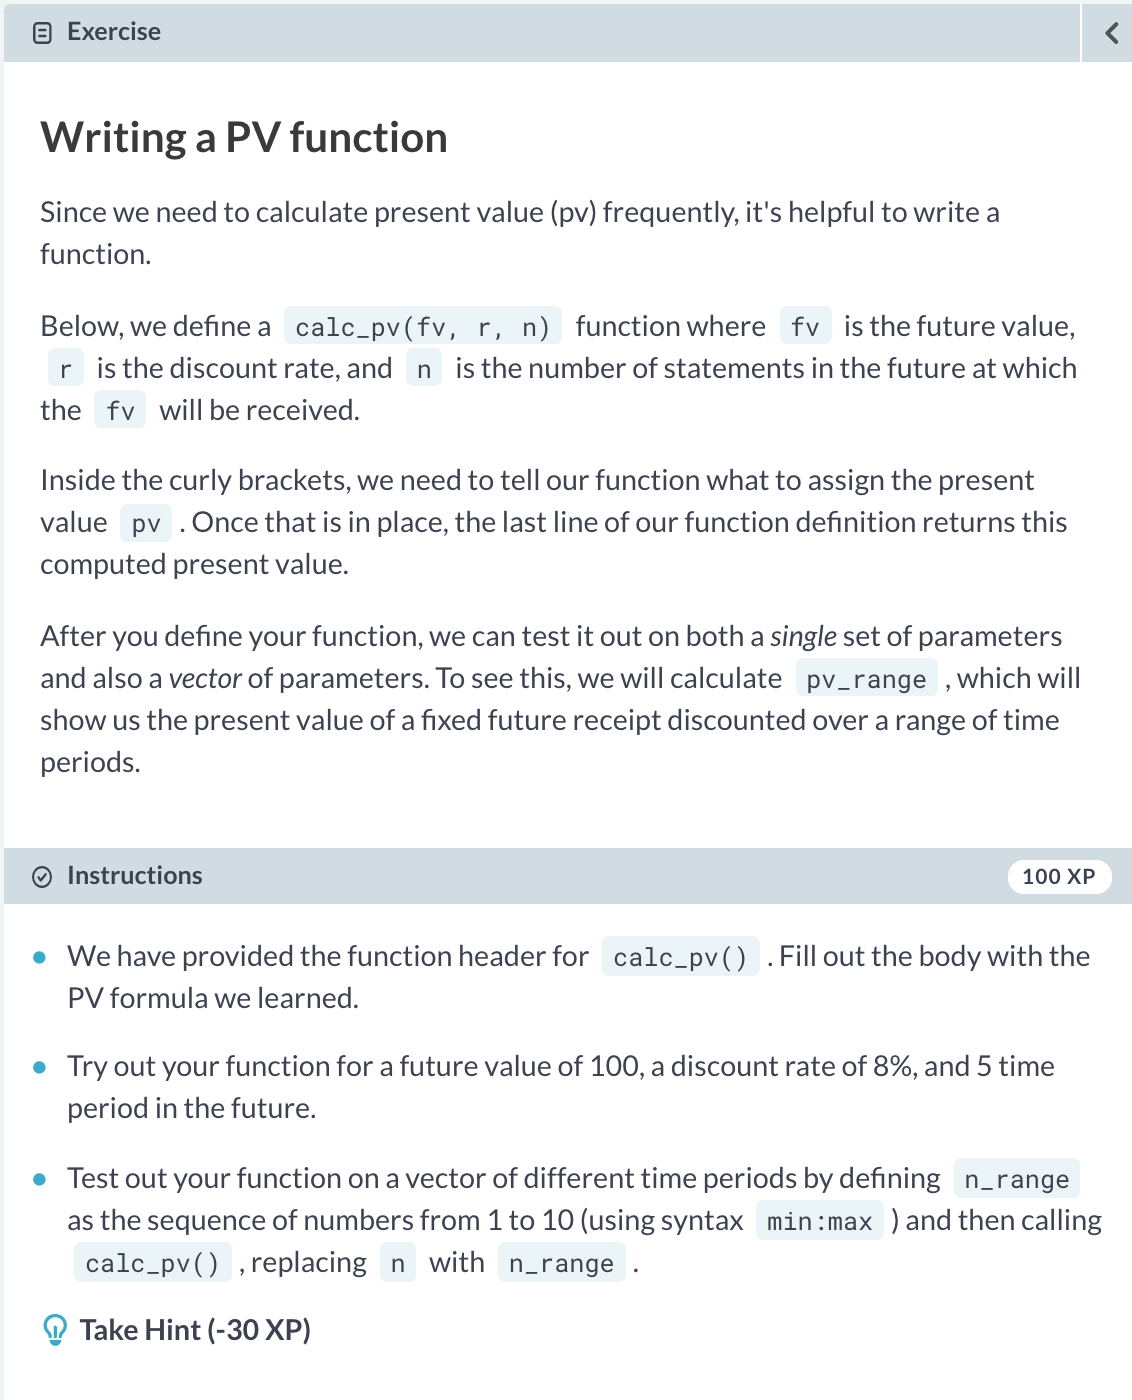 Exercise
Writing a PV function
Since we need to calculate present value (pv) frequently, it's helpful to write a
function.
Below, we define a calc_pv(fv, r, n) function where fv is the future value,
r is the discount rate, and n is the number of statements in the future at which
the fv will be received.
Inside the curly brackets, we need to tell our function what to assign the present
value pv . Once that is in place, the last line of our function definition returns this
computed present value.
After you define your function, we can test it out on both a single set of parameters
and also a vector of parameters. To see this, we will calculate pv_range , which will
show us the present value of a fixed future receipt discounted over a range of time
periods.
Instructions
100 XP
We have provided the function header for calc_pv() . Fill out the body with the
PV formula we learned.
Try out your function for a future value of 100, a discount rate of 8%, and 5 time
period in the future.
Test out your function on a vector of different time periods by defining n_range
as the sequence of numbers from 1 to 10 (using syntax min:max ) and then calling
calc_pv() , replacing n with n_range .
Take Hint (-30 XP)